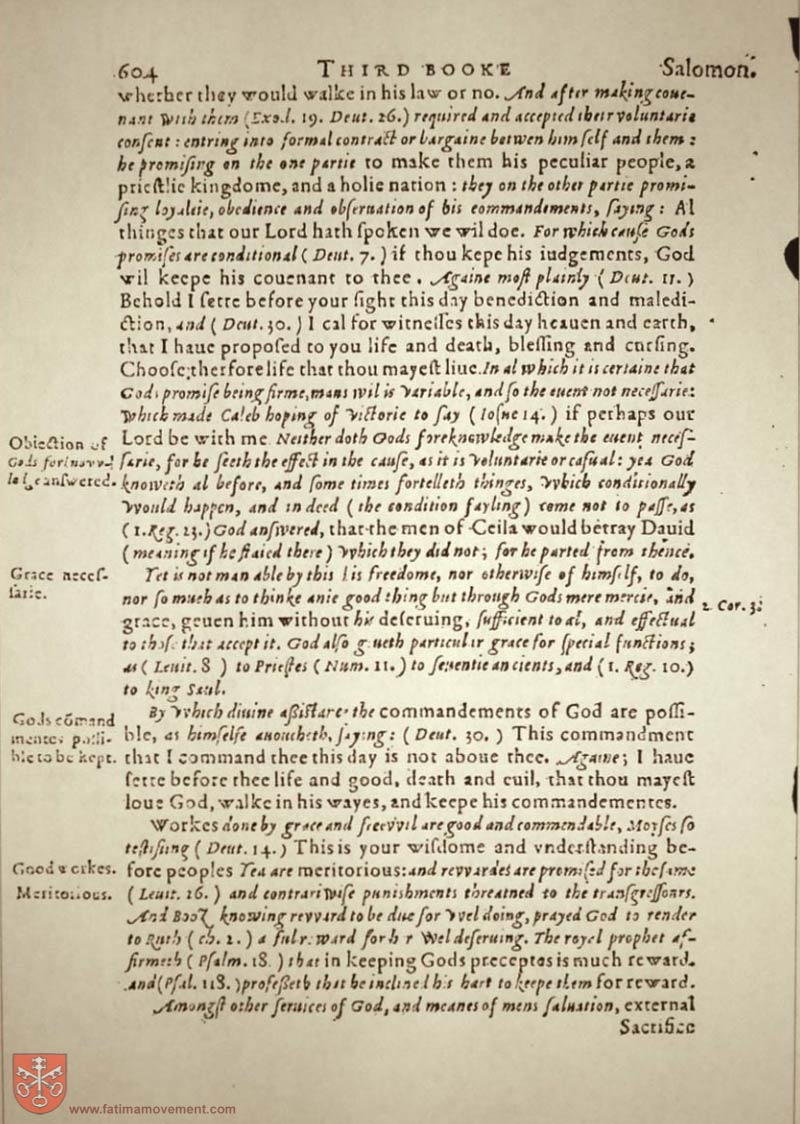 604 THIRD BOOKE Salomon.
whether they would walke in his law or no. And after making coue-
nant with them (Exod. 19. Deut. 26.) required and accepted their voluntarie
consent: entring into formal contract or bargaine betwen himself and them:
he promising on the one partie to make them his peculiar people, a
priestlie kingdome, and a holie nation: they on the other partie promi-
sing loyaltie, obedience and obseruation of his commandements, saying: Al
thinges that our Lord hath spoken we wil doe. For which cause Gods
promises are conditional (Deut. 7.) if thou kepe his iudgements, God
wil keepe his couenant to thee. Againe most plainly (Deut. 11.)
Behold I sette before your sight this day benediction and maledi-
ction, and (Deut. 30.) I cal for witnesses this day heauen and earth,
that I haue proposed to you life and death, blessing and cursing.
Choose therfore life that thou mayest liue. In al which it is certaine that
Gods promise being firme, mans wil is variable, and so the euent not necessarie:
Which made Caleb hoping of victorie to say (Iosue 14.) if perhaps our
Obiection of
Gods answered.
Lord be with me Neither doth Gods foreknowledge make the euent neces-
sarie, for he seeth the effect in the cause, as it is voluntarie or casual: yea God
knoweth al before, and some times fortelleth thinges, which conditionally
would happen, and in deed (the condition fayling) come not to passe, as
(1. Reg. 23.) God answered, that the men of Ceila would betray Dauid
(meaning if he staied there) Which they did not; for he parted from thence.
Grace neces-
sarie.
Yet is not man able by this his freedome, nor otherwise of himself, to do,
nor so much as to thinke anie good thing but through Gods mere mercie, and
2. Cor. 3.
grace, geuen him without his deseruing, sufficient to al, and effectual
to those that accept it. God also geueth particular grace for special functions;
as (Leuit. 8) to Priestes (Num. 11.) to seuentie ancients, and (1. Reg. 10.)
to king Saul.
Gods comand
mentes possi-
ble to be kept.
By which diuine assistace the commandements of God are possi-
ble, as himselfe auoucheth, saying: (Deut. 30.) This commandment
that I command thee this day is not aboue thee. Againe; I haue
sette before thee life and good, death and euil, that thou mayest
loue God, walke in his wayes, and keepe his commandementes.
Workes done by grace and freewil are good and commendable, Moyses so
testifiing (Deut. 14.) This is your wisdome and vnderstanding be-
Good workes.
Meritorious.
fore peoples Yea are meritorious: and rewardes are promised for the same
(Leuit. 26.) and contrariwise punishments threatned to the transgressours.
And Booz knowing reward to be due for wel doing, prayed God to render
to Ruth (ch. 2.) a ful reward for her wel deseruing. The royal prophet af-
firmeth (Psalm. 18.) that in keeping Gods preceptes is much reward.
and (Psal. 118.) professeth that he inclined his hart to keepe them for reward.
Amongst other seruices of God, and meanes of mens saluation, external
Sacrifice
www.fatimamovement.com